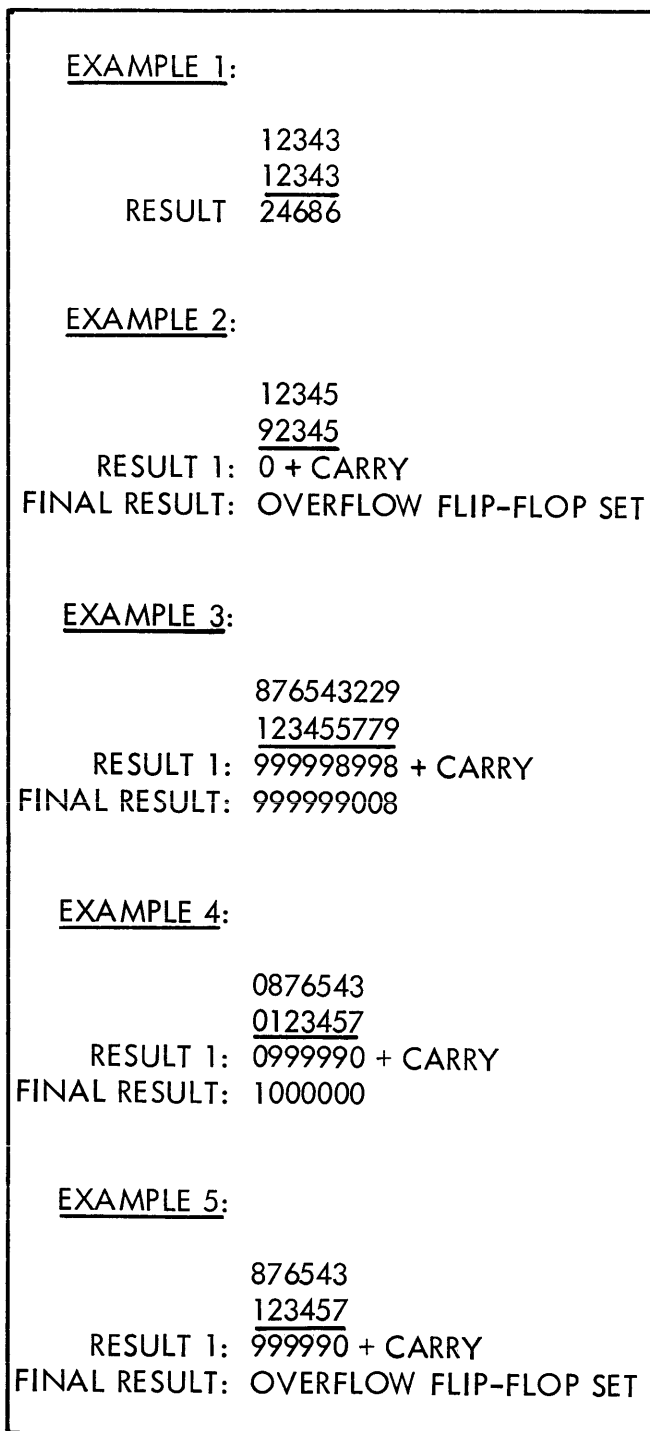 EXAMPLE 1:
12343
12343
RESULT 24686
EXAMPLE 2:
12345
92345
RESULT 1: 0 + CARRY
FINAL RESULT: OVERFLOW FLIP-FLOP SET
EXAMPLE 3:
876543229
123455779
RESULT 1: 999998998 + CARRY
FINAL RESULT: 999999008
EXAMPLE 4:
0876543
0123457
RESULT 1: 0999990 + CARRY
FINAL RESULT: 1000000
EXAMPLE 5:
876543
123457
RESULT 1: 999990 + CARRY
FINAL RESULT: OVERFLOW FLIP-FLOP SET